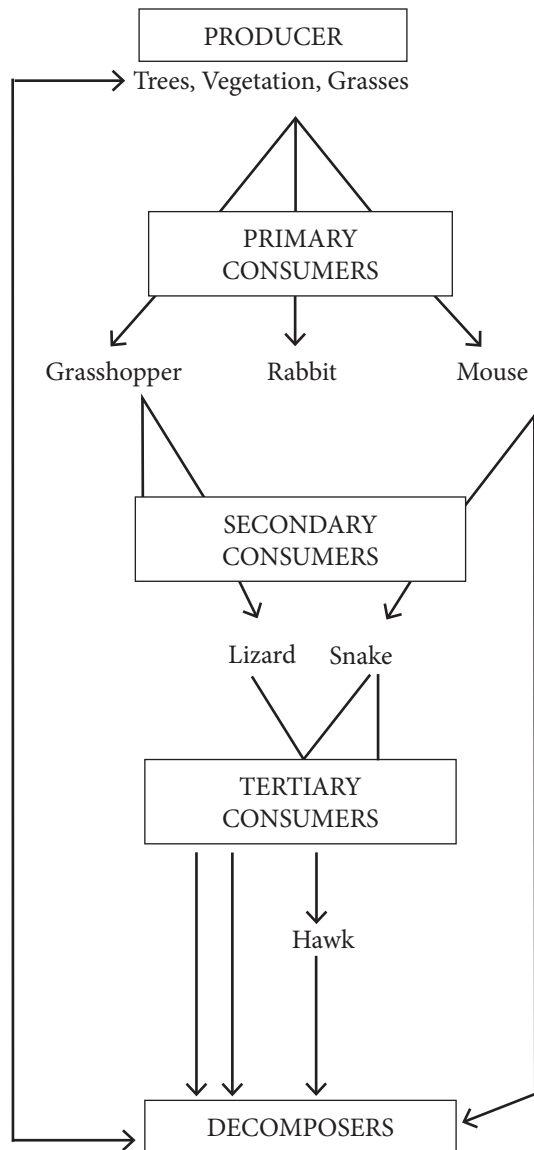 PRODUCER
Trees, Vegetation, Grasses
PRIMARY
CONSUMERS
Grasshopper Rabbit Mouse
SECONDARY
CONSUMERS
Lizard Snake
TERTIARY
CONSUMERS
Hawk
DECOMPOSERS